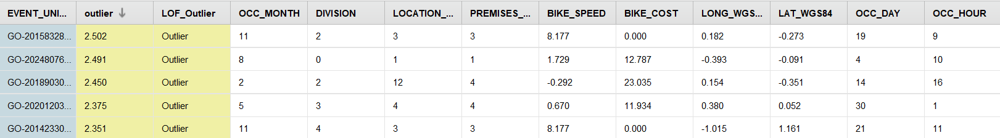 EVENT_UNI... outlier LOF_Outlier OCC_MONTH DIVISION LOCATION_... PREMISES_... BIKE_SPEED BIKE_COST LONG_WGS... LAT_WGS84 OCC_DAY OCC_HOUR
GO-20158328... 2.502 Outlier 11 2 3 3 8.177 0.000 0.182 -0.273 19 9
GO-20248076... 2.491 Outlier 8 0 1 1 1.729 12.787 -0.393 -0.091 4 10
GO-20189030... 2.450 Outlier 2 2 12 4 -0.292 23.035 0.154 -0.351 14 16
GO-20201203... 2.375 Outlier 5 3 4 4 0.670 11.934 0.380 0.052 30 1
GO-20142330... 2.351 Outlier 11 4 3 3 8.177 0.000 -1.015 1.161 21 11